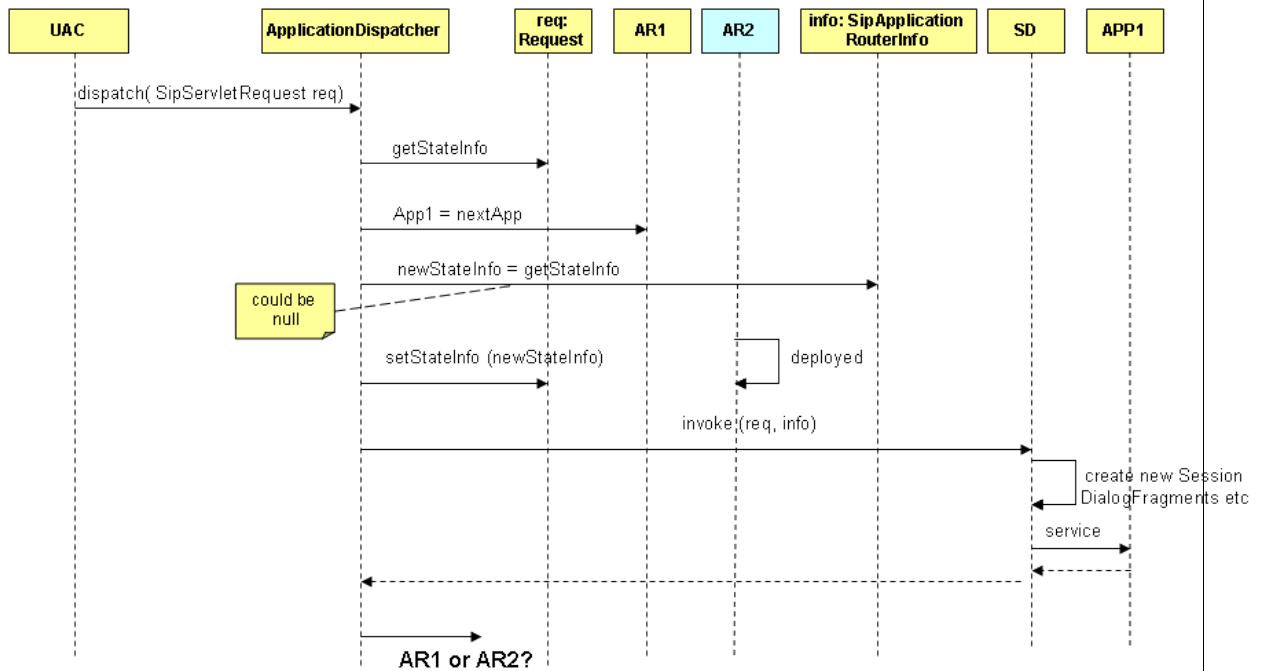 UAC
ApplicationDispatcher
req:
Request
AR1
AR2
info: SipApplication
RouterInfo
SD
APP1
dispatch( SipServletRequest req)
getStateInfo
App1 = nextApp
newStateInfo = getStateInfo
could be
null
setStateInfo (newStateInfo)
deployed
invoke (req, info)
create new Session
DialogFragments etc
service
AR1 or AR2?